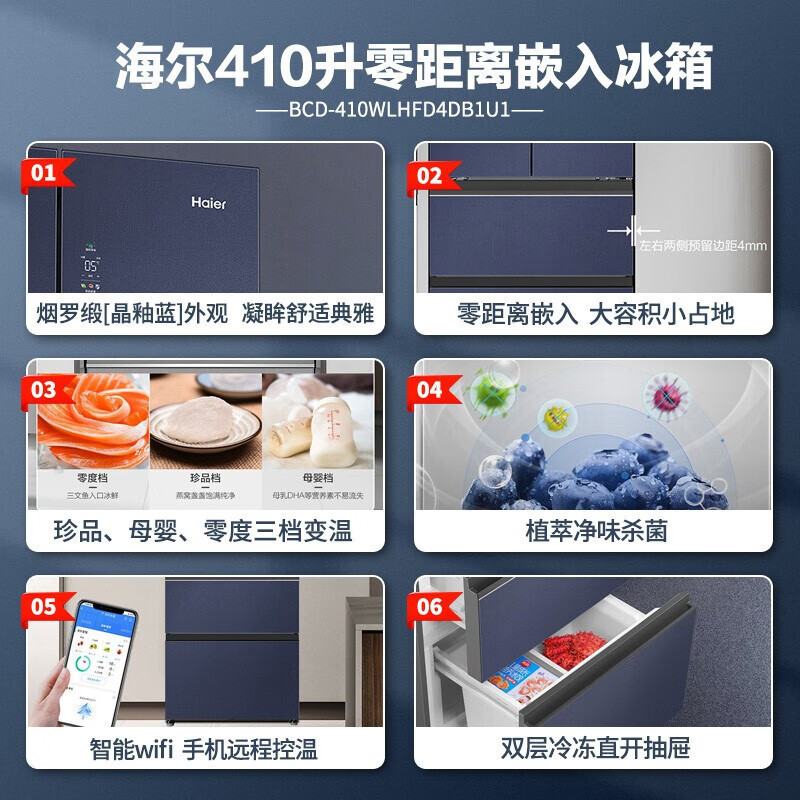 海尔410升零距离嵌入冰箱
BCD-410WLHFD4DB1U1
01
Haier
05
烟罗缎[晶釉蓝]外观 凝眸舒适典雅
02
左右两侧预留边距4mm
零距离嵌入 大容积小占地
03
零度档
三文鱼入口冰鲜
珍品档
燕窝盏盏饱满纯净
母婴档
母乳DHA等营养素不易流失
珍品、母婴、零度三档变温
04
植萃净味杀菌
05
智能wifi 手机远程控温
06
双层冷冻直开抽屉